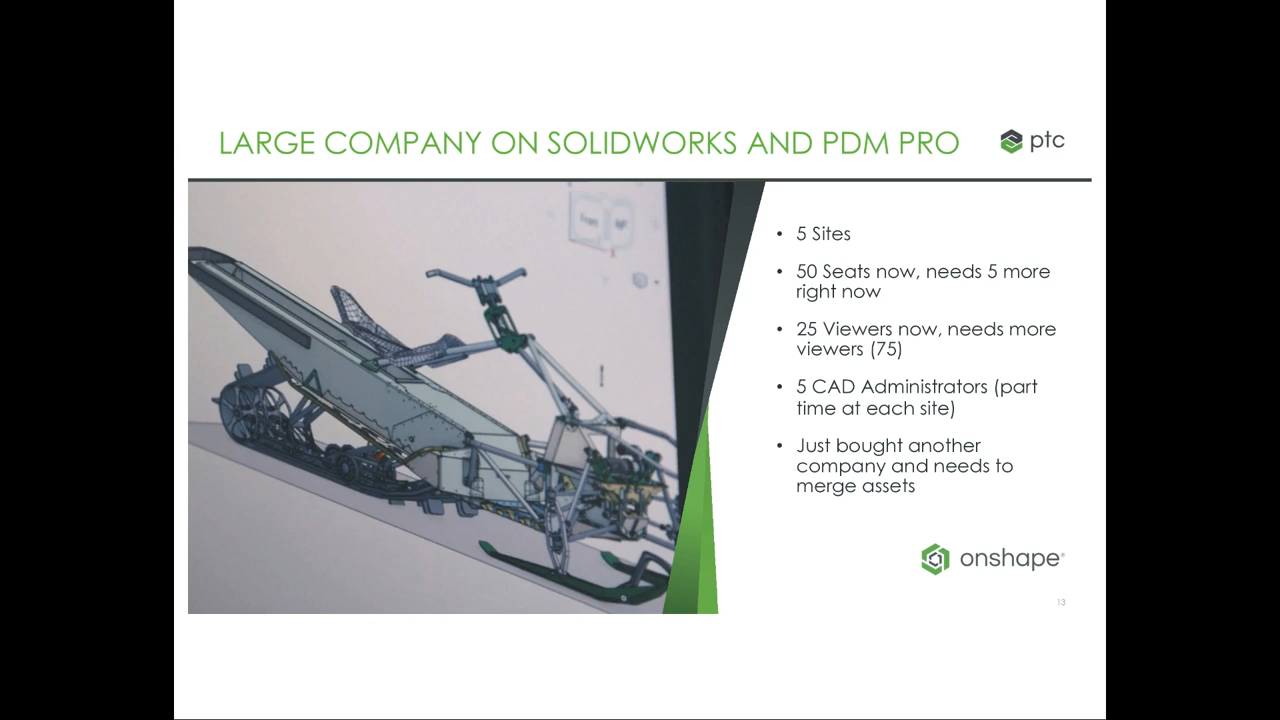 LARGE COMPANY ON SOLIDWORKS AND PDM PRO
ptc
Front
• 5 Sites
• 50 Seats now, needs 5 more
right now
• 25 Viewers now, needs more
viewers (75)
• 5 CAD Administrators (part
time at each site)
• Just bought another
company and needs to
merge assets
onshape®
13